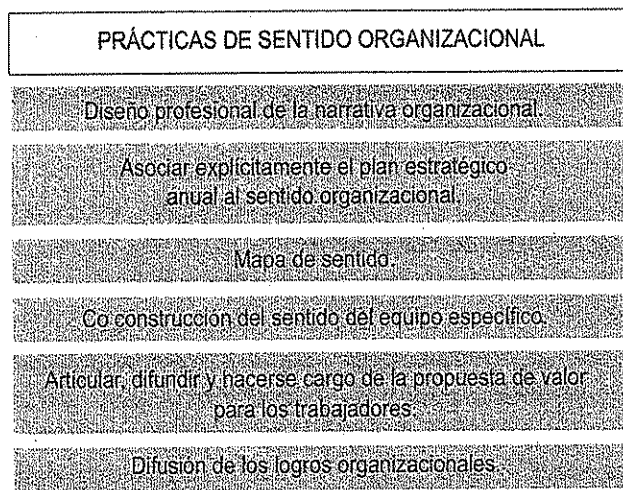 PRÁCTICAS DE SENTIDO ORGANIZACIONAL
Diseño profesional de la narrativa organizacional.
Asociar explícitamente el plan estratégico
anual al sentido organizacional.
Mapa de sentido.
Co construcción del sentido del equipo específico.
Articular, difundir y hacerse cargo de la propuesta de valor
para los trabajadores.
Difusión de los logros organizacionales.